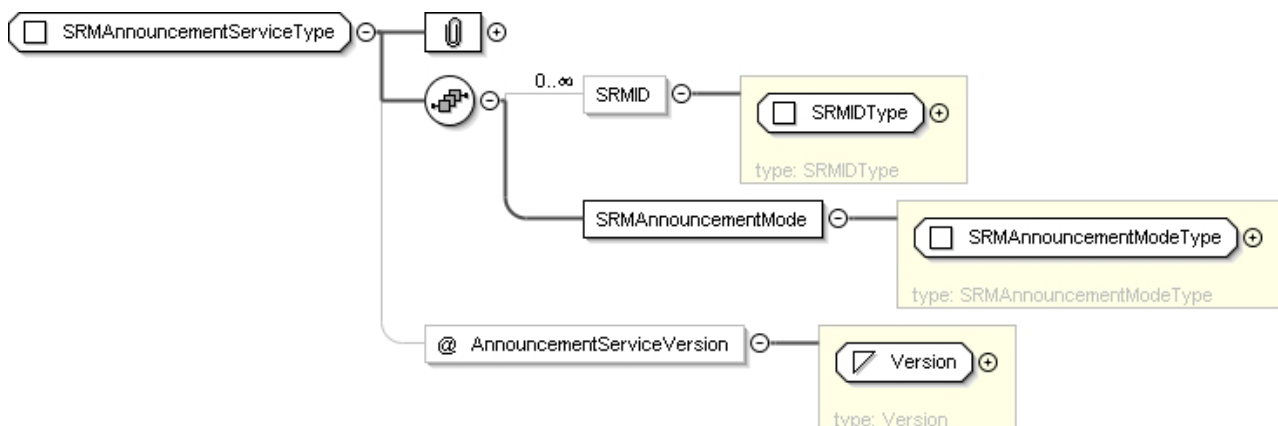 SRMAnnouncementServiceType
0..∞
SRMID
SRMIDType
type: SRMIDType
SRMAnnouncementMode
SRMAnnouncementModeType
type: SRMAnnouncementModeType
@ AnnouncementServiceVersion
Version
type: Version